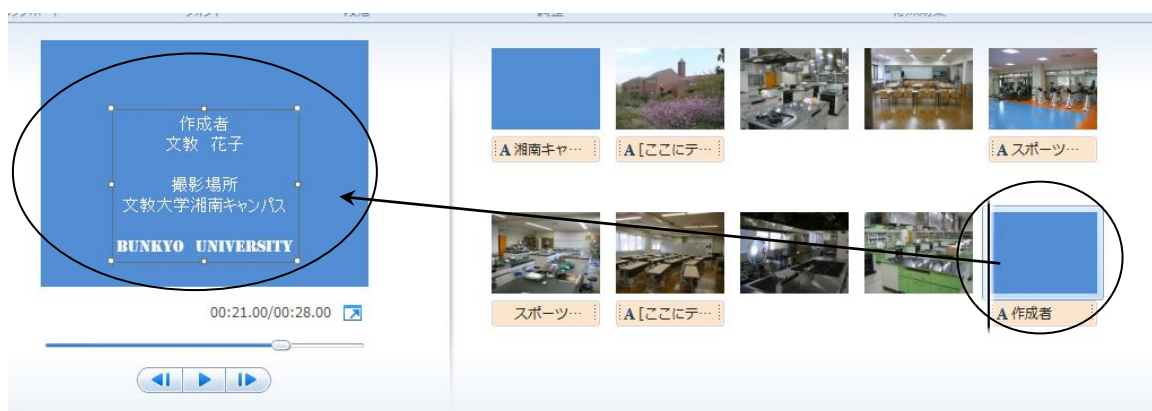 調整
作成者
文教 花子
撮影場所
文教大学湘南キャンパス
BUNKYO UNIVERSITY
00:21.00/00:28.00
A 湘南キャ…
A [ここにテ…
A スポーツ…
スポーツ…
A [ここにテ…
A 作成者